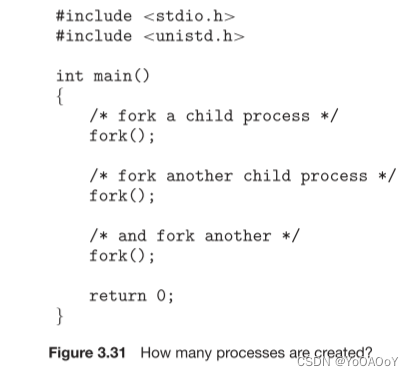 #include <stdio.h>
#include <unistd.h>
int main()
{
/* fork a child process */
fork();
/* fork another child process */
fork();
/* and fork another */
fork();
return 0;
}
Figure 3.31 How many processes are created?
CSDN @YoOAOoY